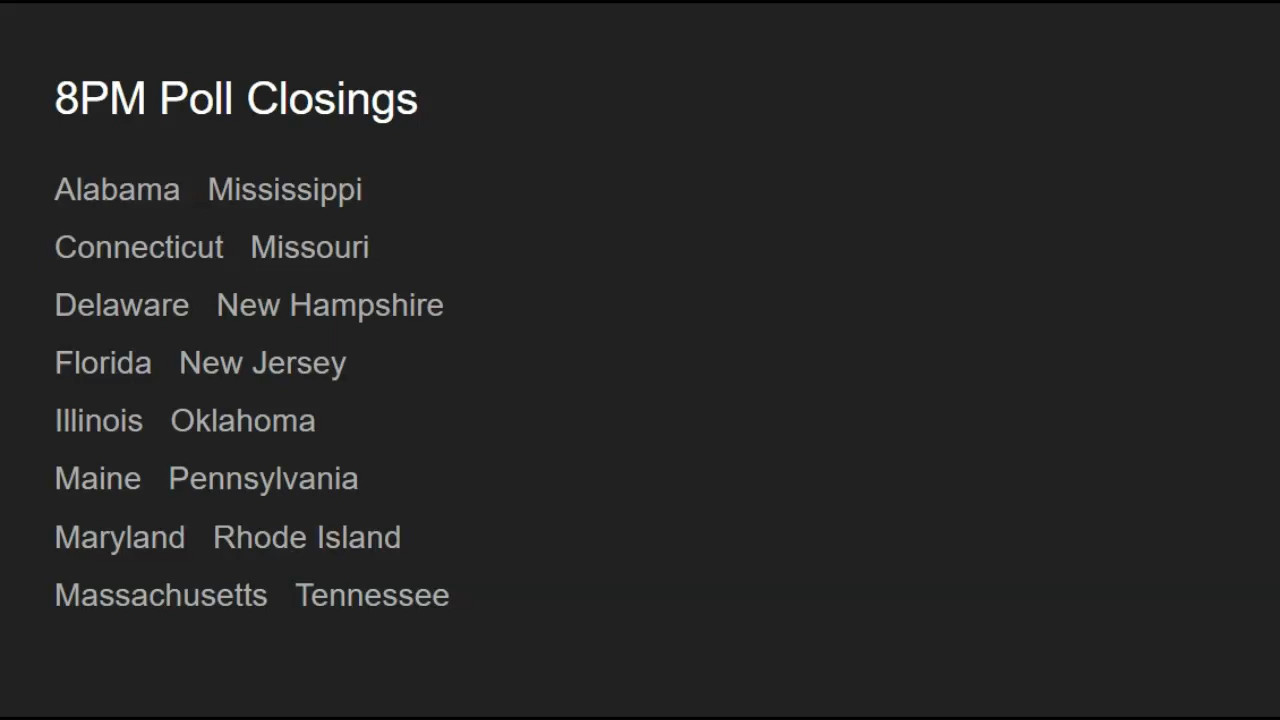 8PM Poll Closings
Alabama Mississippi
Connecticut Missouri
Delaware New Hampshire
Florida New Jersey
Illinois Oklahoma
Maine Pennsylvania
Maryland Rhode Island
Massachusetts Tennessee